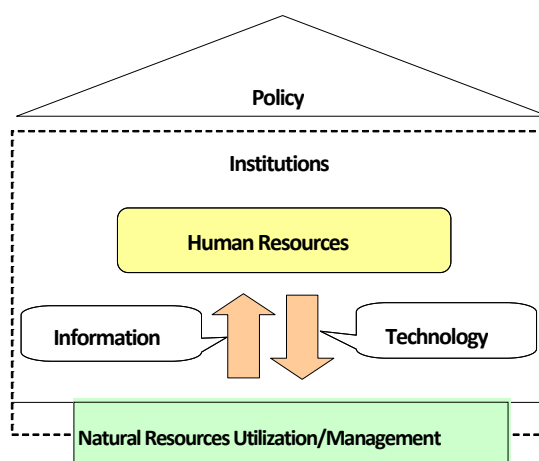 Policy
Institutions
Human Resources
Information
Technology
Natural Resources Utilization/Management